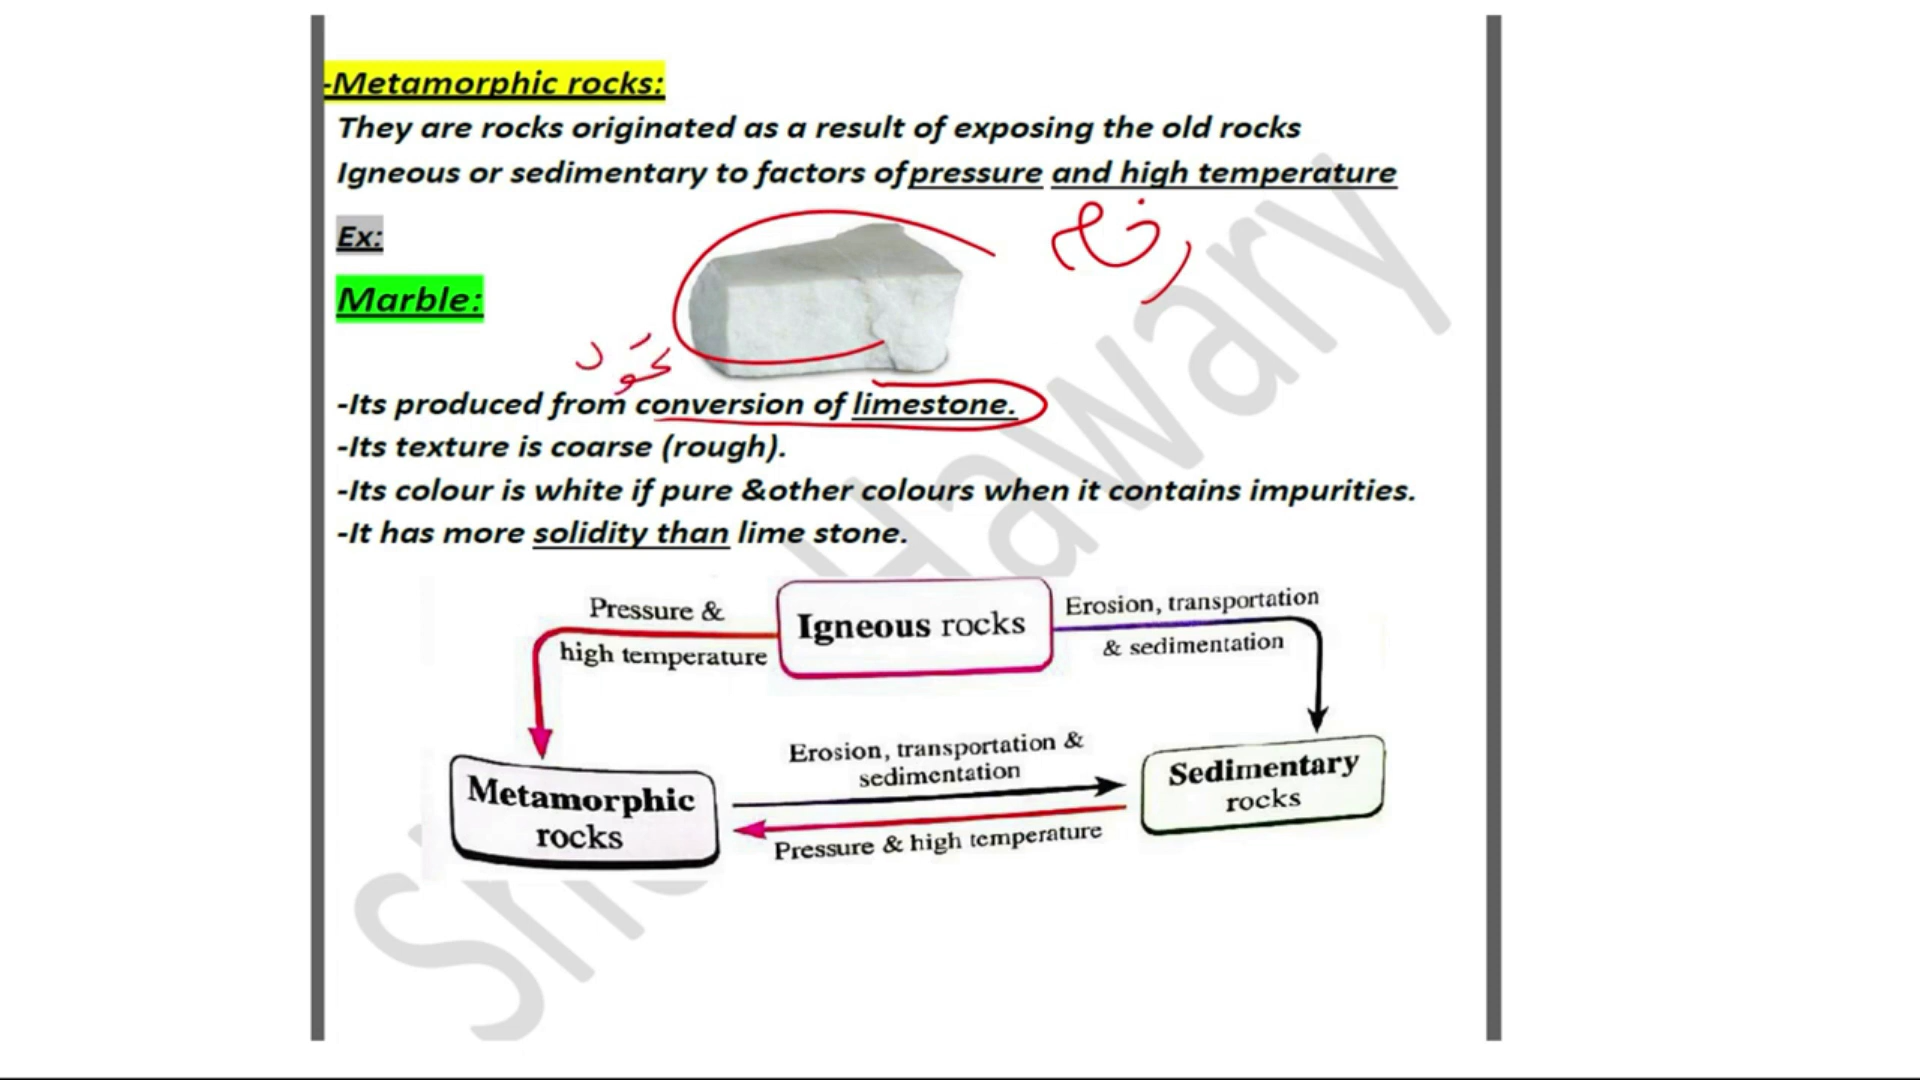 -Metamorphic rocks:
They are rocks originated as a result of exposing the old rocks
Igneous or sedimentary to factors of pressure and high temperature
Ex:
Marble:
-Its produced from conversion of limestone.
-Its texture is coarse (rough).
-Its colour is white if pure &other colours when it contains impurities.
-It has more solidity than lime stone.
Pressure &
high temperature
Igneous rocks
Erosion, transportation
& sedimentation
Metamorphic
rocks
Erosion, transportation &
sedimentation
Pressure & high temperature
Sedimentary
rocks
Hawary